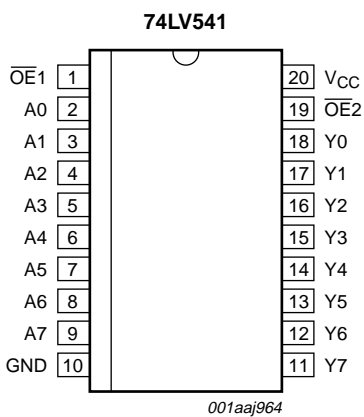 74LV541
O̅E̅1 1 20 VCC
A0 2 19 O̅E̅2
A1 3 18 Y0
A2 4 17 Y1
A3 5 16 Y2
A4 6 15 Y3
A5 7 14 Y4
A6 8 13 Y5
A7 9 12 Y6
GND 10 11 Y7
001aaj964